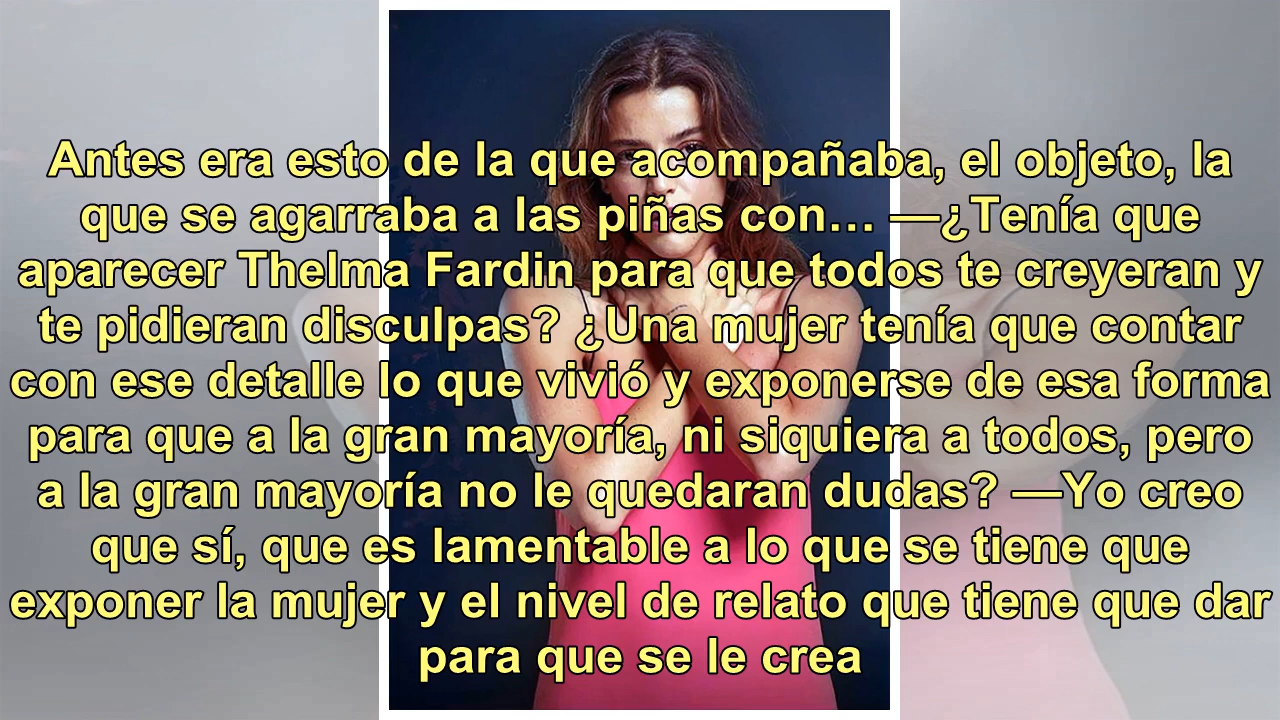 Antes era esto de la que acompañaba, el objeto, la
que se agarraba a las piñas con… —¿Tenía que
aparecer Thelma Fardin para que todos te creyeran y
te pidieran disculpas? ¿Una mujer tenía que contar
con ese detalle lo que vivió y exponerse de esa forma
para que a la gran mayoría, ni siquiera a todos, pero
a la gran mayoría no le quedaran dudas? —Yo creo
que sí, que es lamentable a lo que se tiene que
exponer la mujer y el nivel de relato que tiene que dar
para que se le crea